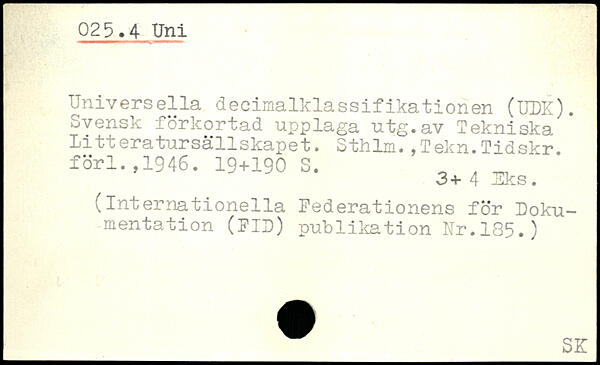 025.4 Uni
Universella decimalklassifikationen (UDK).
Svensk förkortad upplaga utg.av Tekniska
Litteratursällskapet. Sthlm.,Tekn.Tidskr.
förl.,1946. 19+190 S.
3+ 4 Eks.
(Internationella Federationens för Doku-
mentation (FID) publikation Nr.185.)
SK